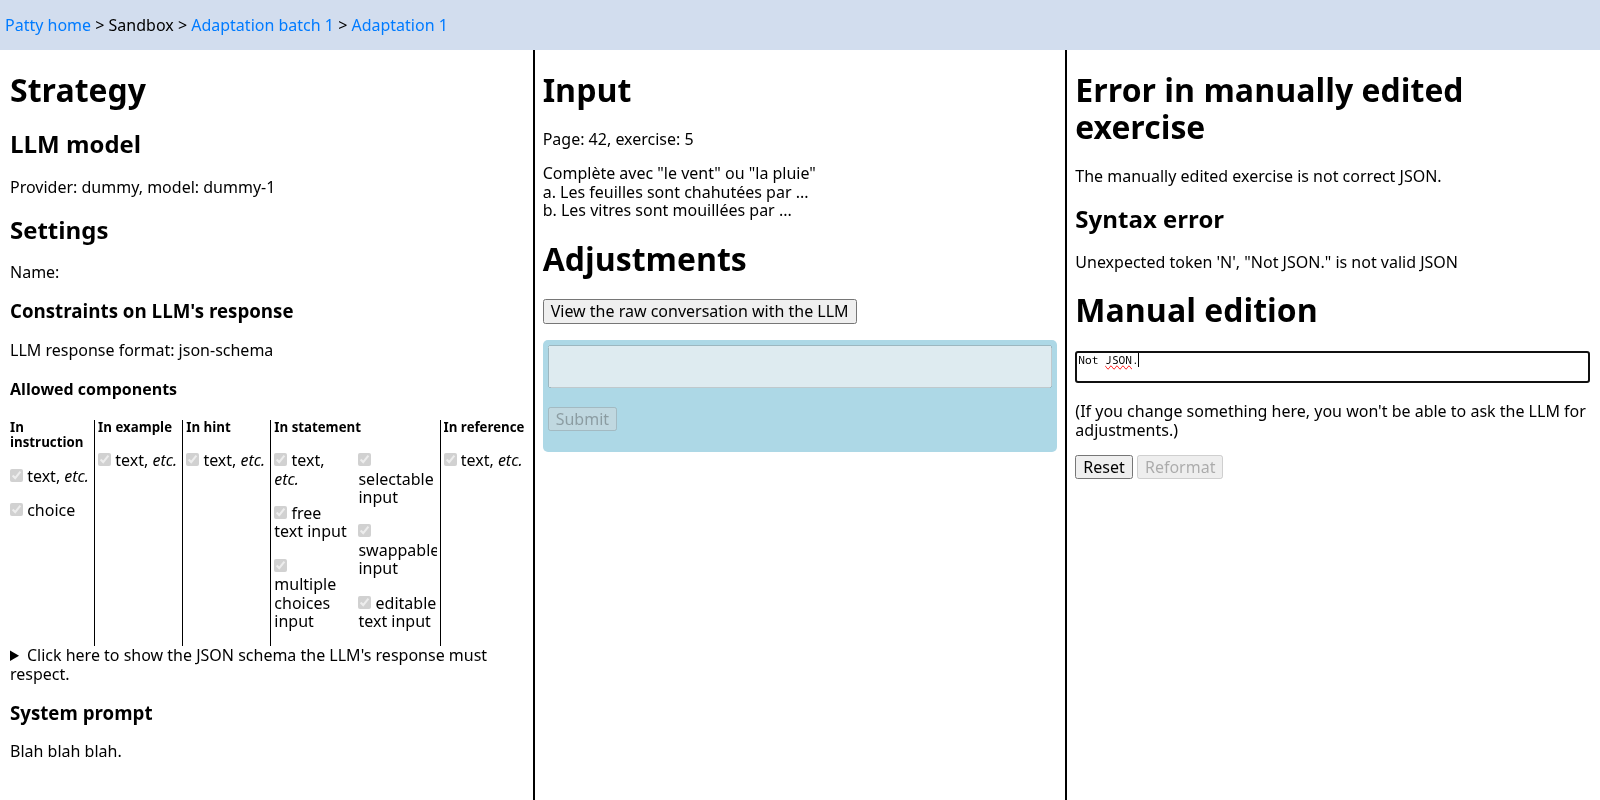 Patty home > Sandbox > Adaptation batch 1 > Adaptation 1
Strategy
LLM model
Provider: dummy, model: dummy-1
Settings
Name:
Constraints on LLM's response
LLM response format: json-schema
Allowed components
In
instruction
text, etc.
choice
In example
text, etc.
In hint
text, etc.
In statement
text,
etc.
free
text input
multiple
choices
input
selectable
input
swappable
input
editable
text input
In reference
text, etc.
Click here to show the JSON schema the LLM's response must
respect.
System prompt
Blah blah blah.
Input
Page: 42, exercise: 5
Complète avec "le vent" ou "la pluie"
a. Les feuilles sont chahutées par ...
b. Les vitres sont mouillées par ...
Adjustments
View the raw conversation with the LLM
Submit
Error in manually edited
exercise
The manually edited exercise is not correct JSON.
Syntax error
Unexpected token 'N', "Not JSON." is not valid JSON
Manual edition
Not JSON.
(If you change something here, you won't be able to ask the LLM for
adjustments.)
Reset Reformat